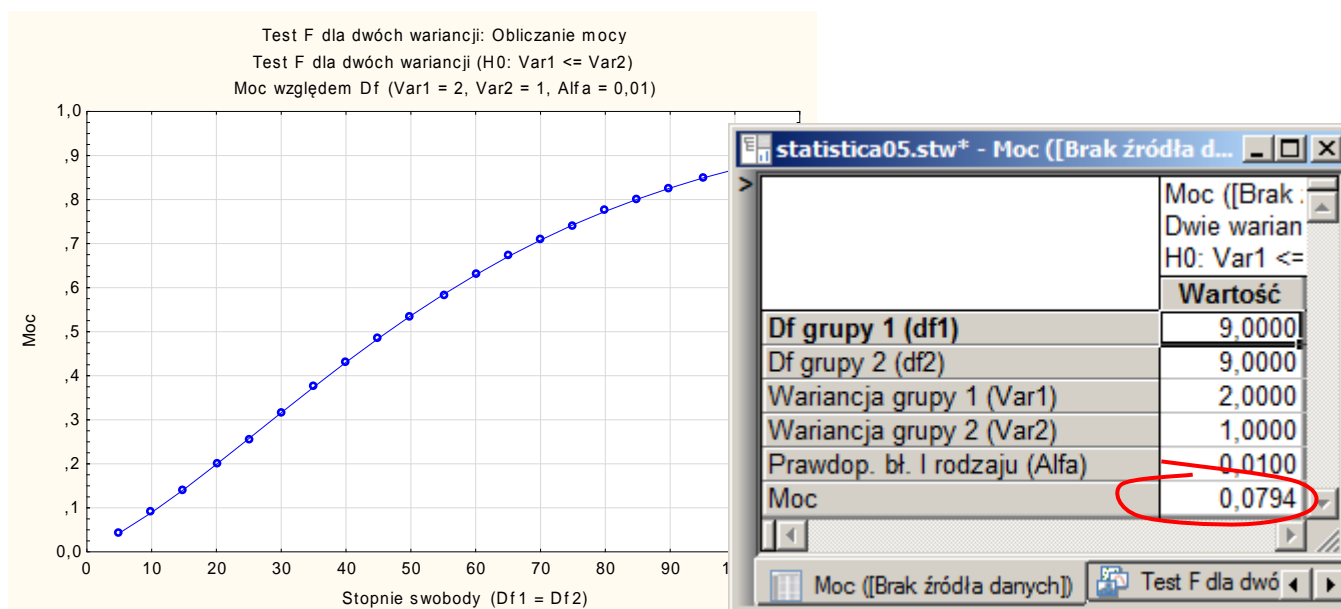 Test F dla dwóch wariancji: Obliczanie mocy
Test F dla dwóch wariancji (H0: Var1 <= Var2)
Moc względem Df (Var1 = 2, Var2 = 1, Alfa = 0,01)
1,0
,9
,8
,7
,6
,5
,4
,3
,2
,1
0,0
Moc
0 10 20 30 40 50 60 70 80 90 1
Stopnie swobody (Df1 = Df2)
statistica05.stw* - Moc ([Brak źródła d...
Moc ([Brak
Dwie warian
H0: Var1 <=
Wartość
Df grupy 1 (df1) 9,0000
Df grupy 2 (df2) 9,0000
Wariancja grupy 1 (Var1) 2,0000
Wariancja grupy 2 (Var2) 1,0000
Prawdop. bł. I rodzaju (Alfa) 0,0100
Moc 0,0794
Moc ([Brak źródła danych]) Test F dla dwó